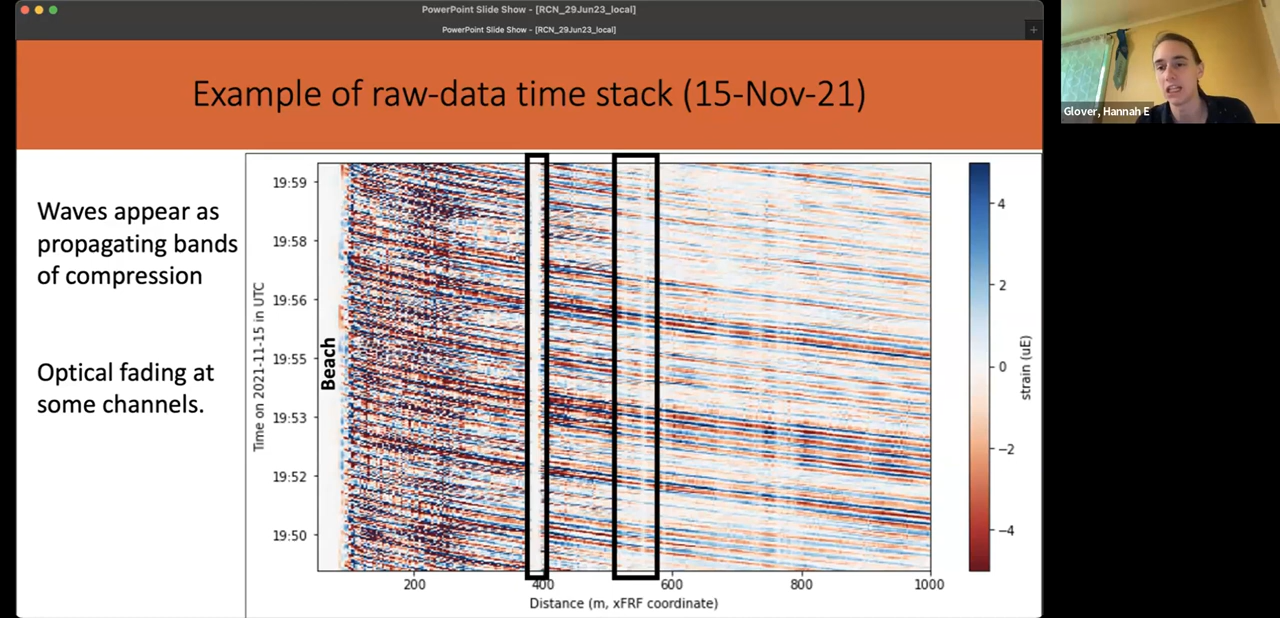 PowerPoint Slide Show - [RCN_29Jun23_local]
PowerPoint Slide Show - [RCN_29Jun23_local]
+
Example of raw-data time stack (15-Nov-21)
Glover, Hannah E
Waves appear as
propagating bands
of compression
Optical fading at
some channels.
Time on 2021-11-15 in UTC
19:59
19:58
19:56
19:55
19:53
19:52
19:50
Beach
200
400
600
800
1000
Distance (m, xFRF coordinate)
4
2
0
−2
−4
strain (uE)